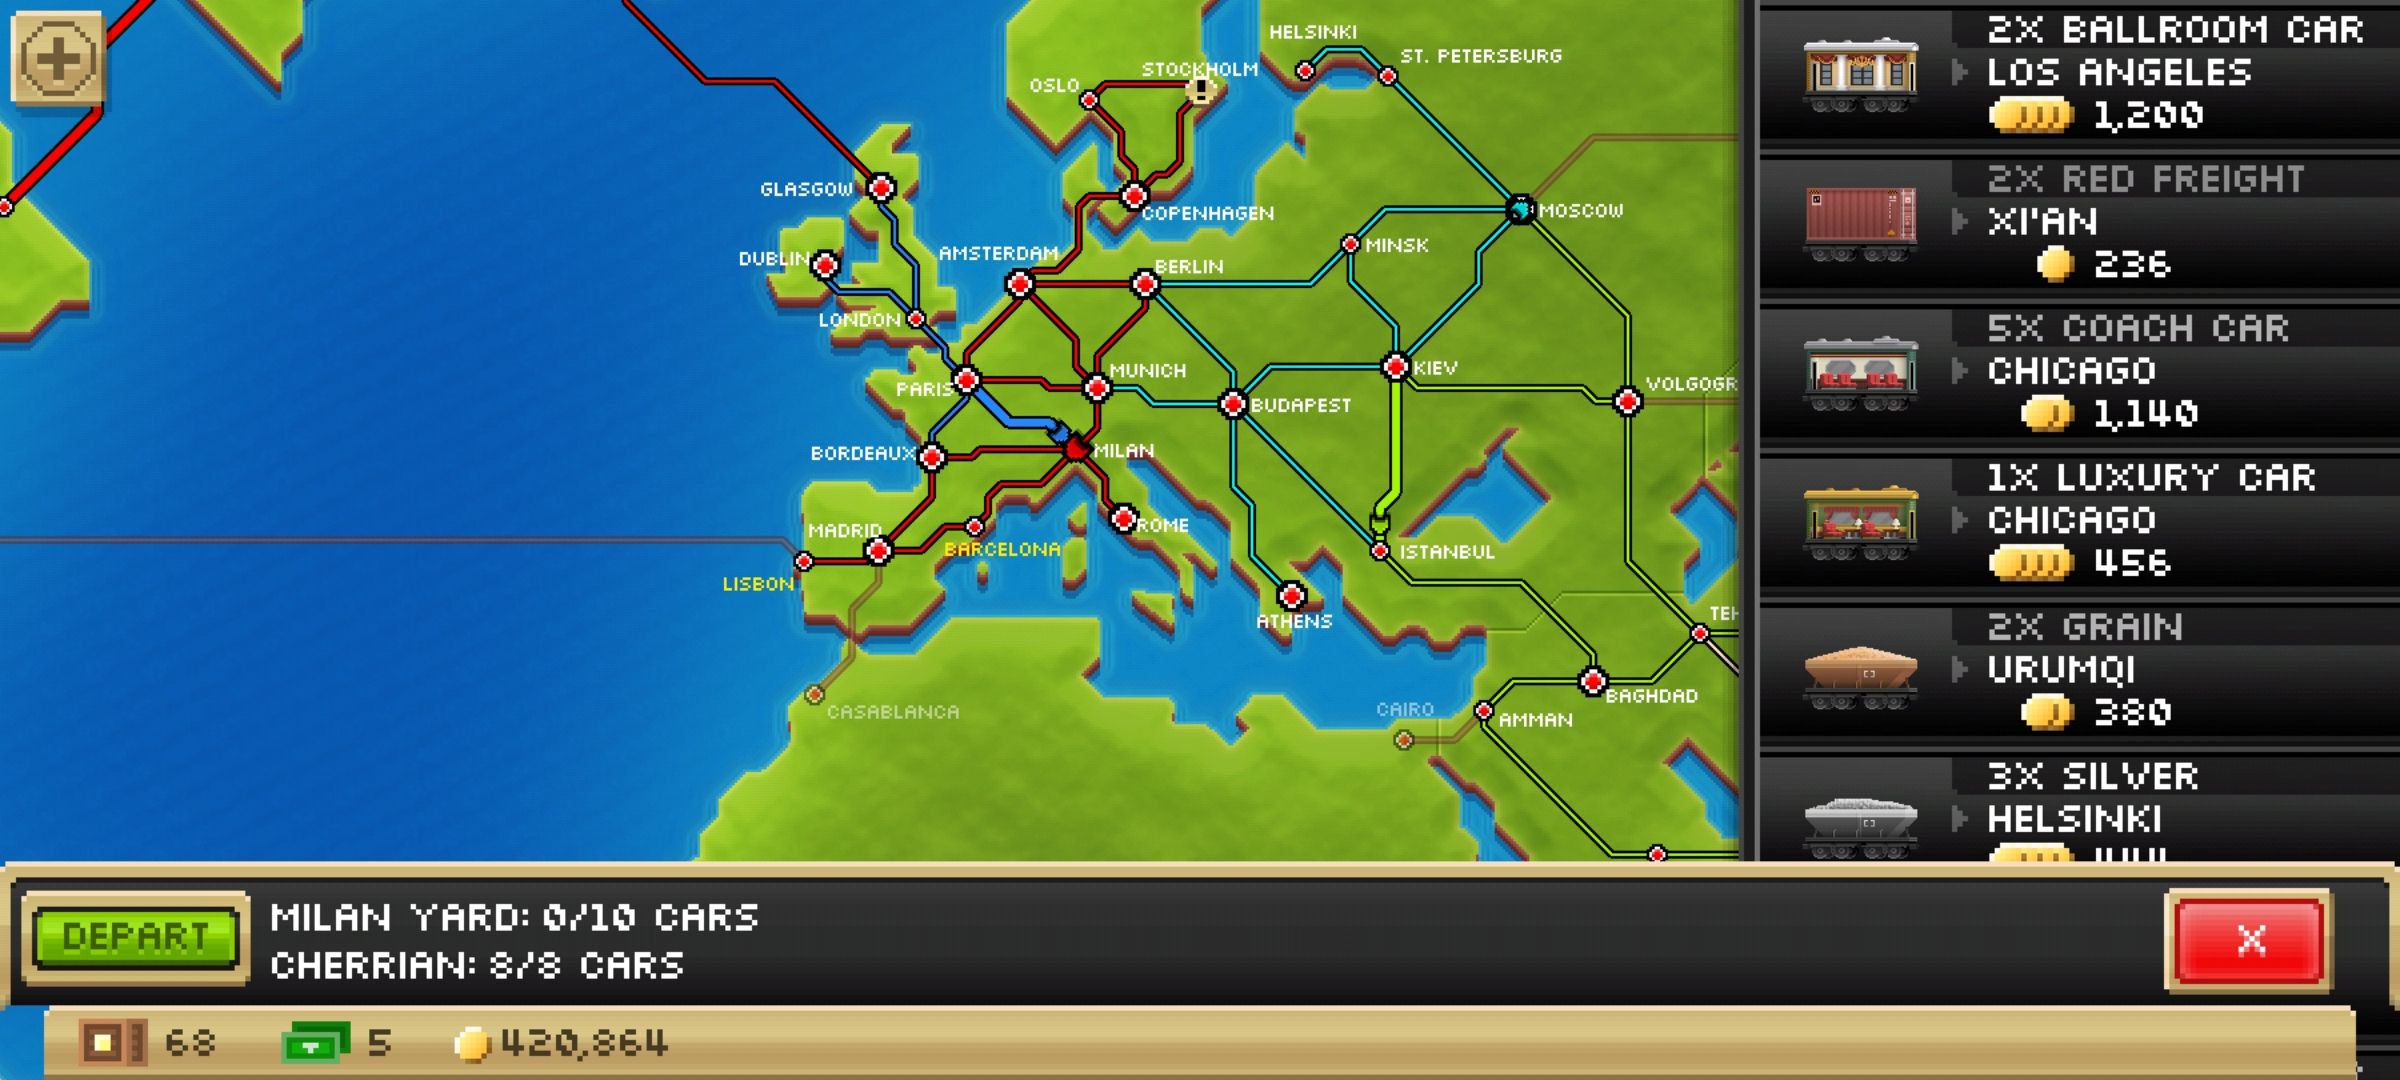 HELSINKI
ST. PETERSBURG
STOCKHOLM
OSLO
GLASGOW
COPENHAGEN
MOSCOW
DUBLIN
AMSTERDAM
MINSK
BERLIN
LONDON
PARIS
MUNICH
KIEV
VOLGOGR
BUDAPEST
BORDEAUX
MILAN
MADRID
ROME
BARCELONA
ISTANBUL
LISBON
ATHENS
TEH
BAGHDAD
CASABLANCA
CAIRO
AMMAN
2X BALLROOM CAR
LOS ANGELES
1,200
2X RED FREIGHT
XI'AN
236
5X COACH CAR
CHICAGO
1,140
1X LUXURY CAR
CHICAGO
456
2X GRAIN
URUMQI
380
3X SILVER
HELSINKI
DEPART
MILAN YARD: 0/10 CARS
CHERRIAN: 8/8 CARS
X
68
5
420,864